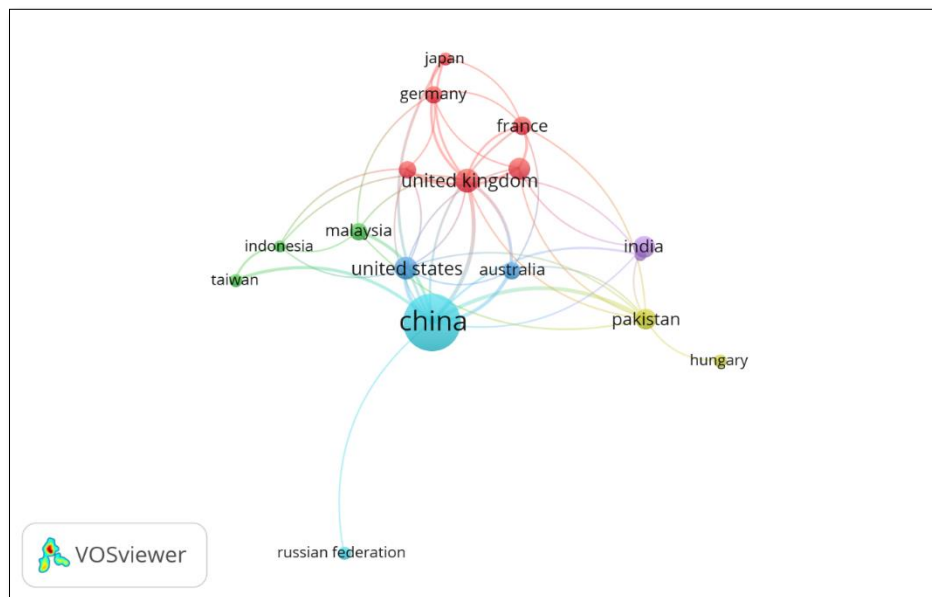 japan
germany
france
united kingdom
malaysia
indonesia
india
united states
australia
taiwan
china
pakistan
hungary
russian federation
VOSviewer